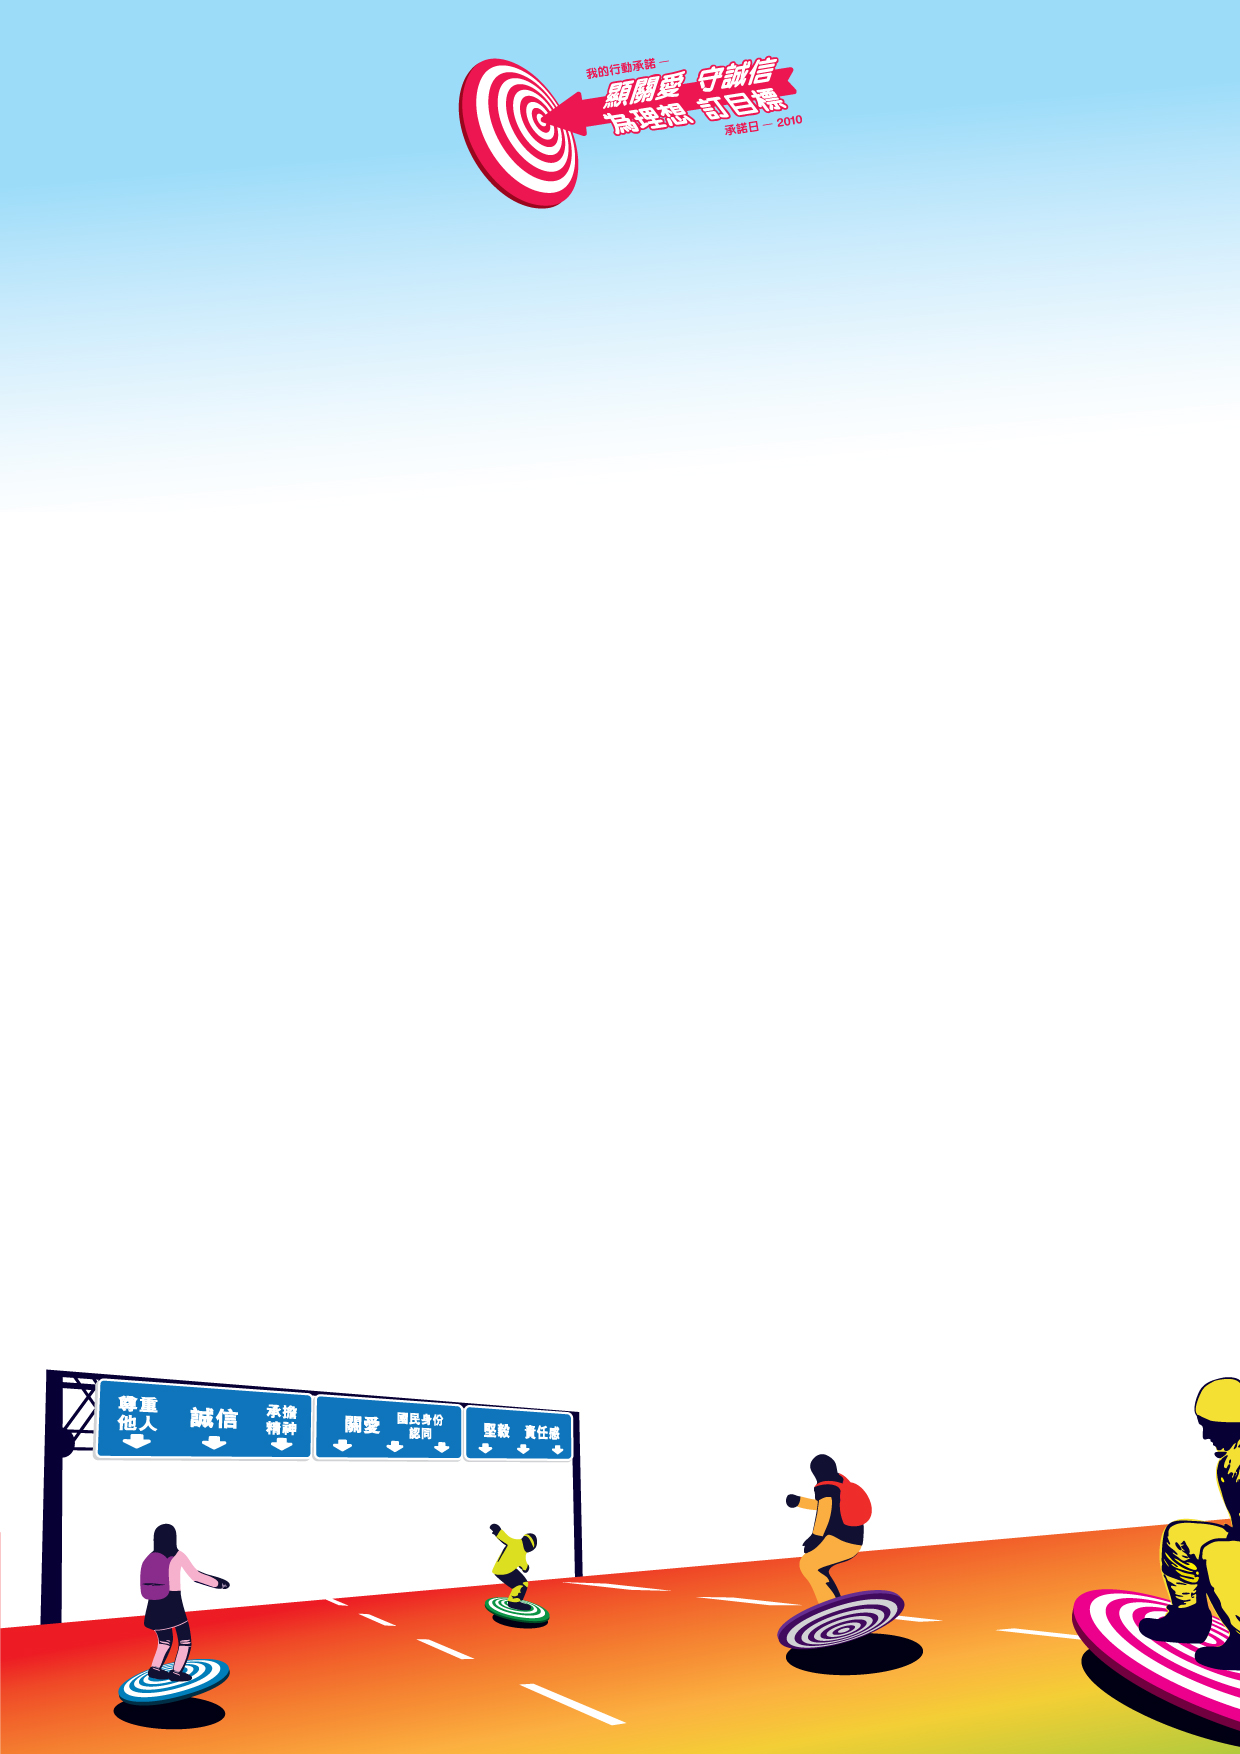 我的行動承諾 —
顯關愛 守誠信
為理想 訂目標
承諾日 — 2010
尊重
他人
誠信
承擔
精神
關愛
國民身份
認同
堅毅
責任感